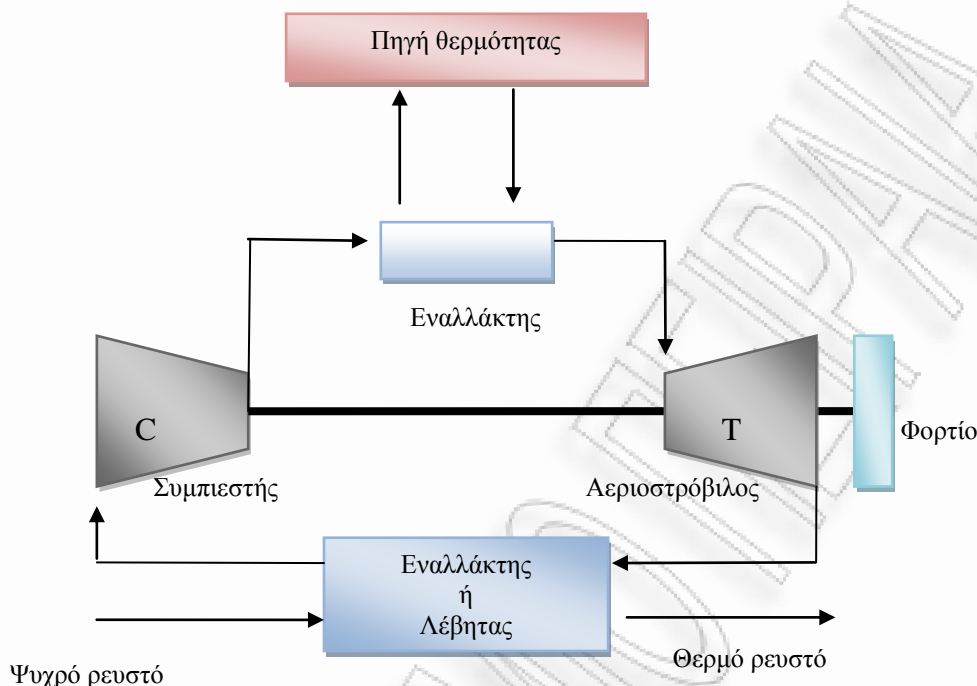 Πηγή θερμότητας
Εναλλάκτης
C
T
Φορτίο
Συμπιεστής
Αεριοστρόβιλος
Εναλλάκτης
ή
Λέβητας
Ψυχρό ρευστό
Θερμό ρευστό